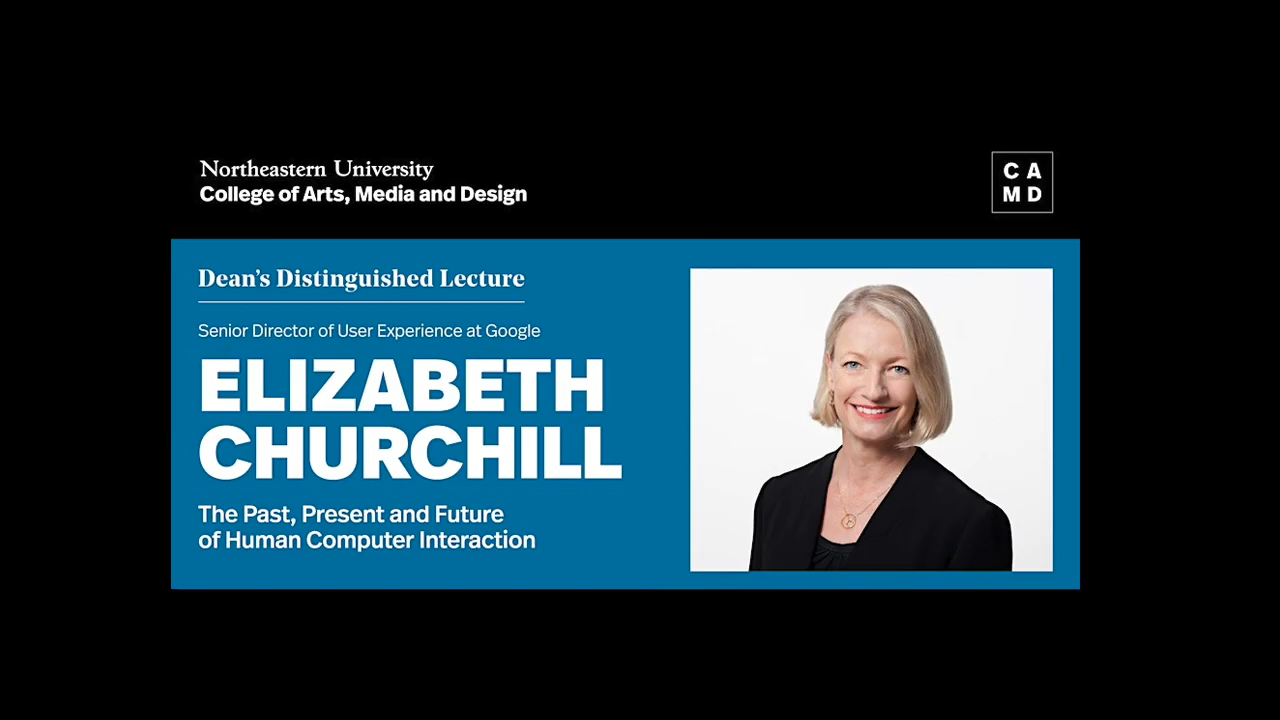 Northeastern University
College of Arts, Media and Design
C A
M D
Dean’s Distinguished Lecture
Senior Director of User Experience at Google
ELIZABETH
CHURCHILL
The Past, Present and Future
of Human Computer Interaction